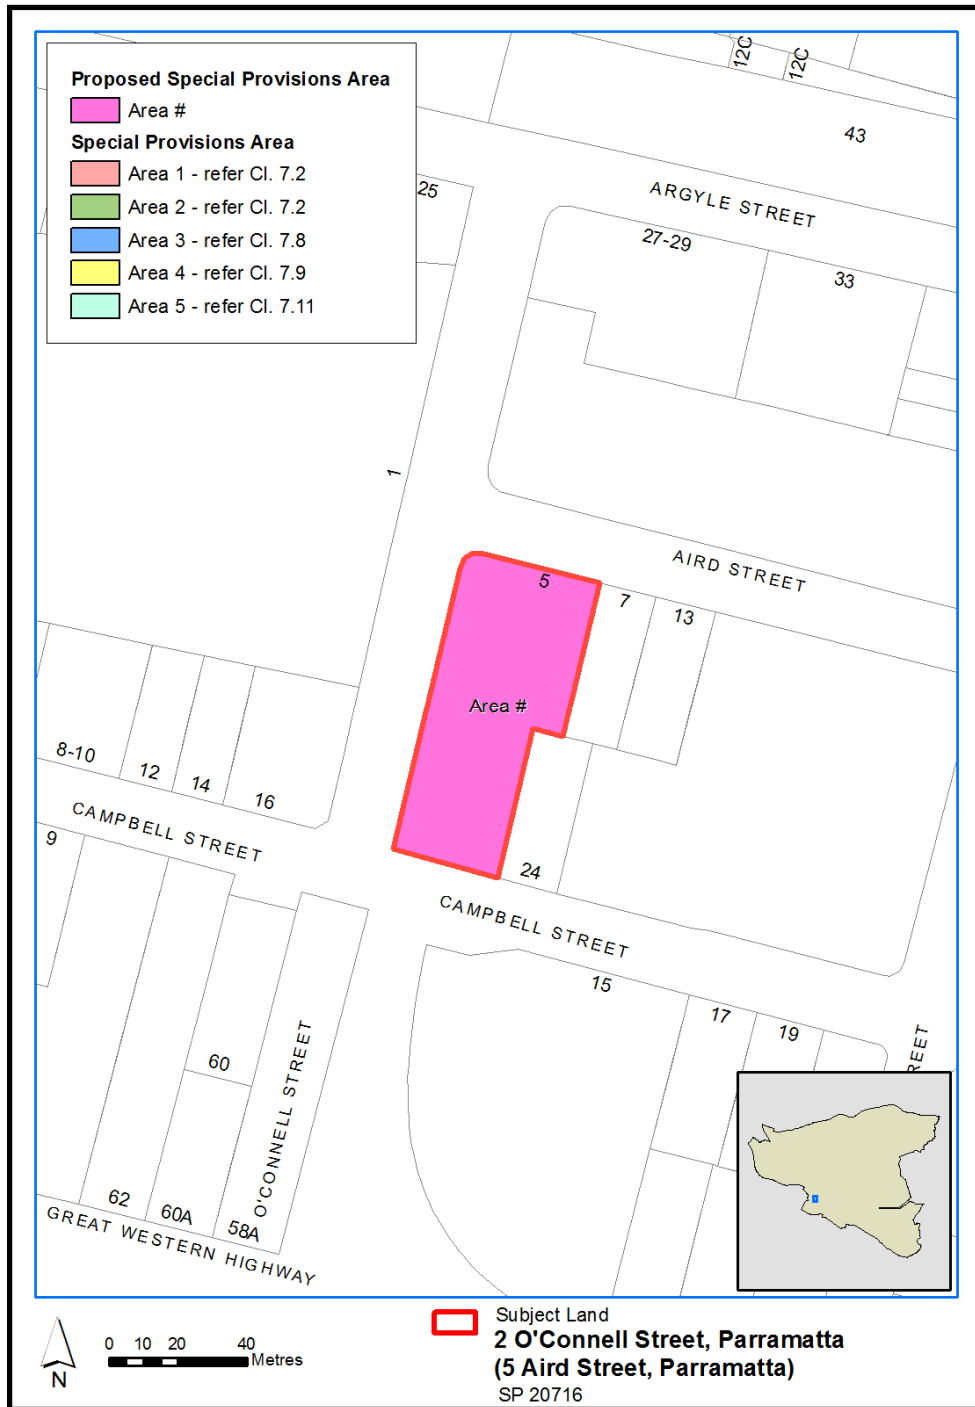 Proposed Special Provisions Area
Area #
Special Provisions Area
Area 1 - refer Cl. 7.2
Area 2 - refer Cl. 7.2
Area 3 - refer Cl. 7.8
Area 4 - refer Cl. 7.9
Area 5 - refer Cl. 7.11
12C
12C
43
25
ARGYLE STREET
27-29
33
1
AIRD STREET
5
7
13
Area #
8-10
12
14
16
CAMPBELL STREET
9
24
CAMPBELL STREET
15
17
19
REET
60
O'CONNELL STREET
62
60A
58A
GREAT WESTERN HIGHWAY
N
0 10 20 40
Metres
Subject Land
2 O'Connell Street, Parramatta
(5 Aird Street, Parramatta)
SP 20716